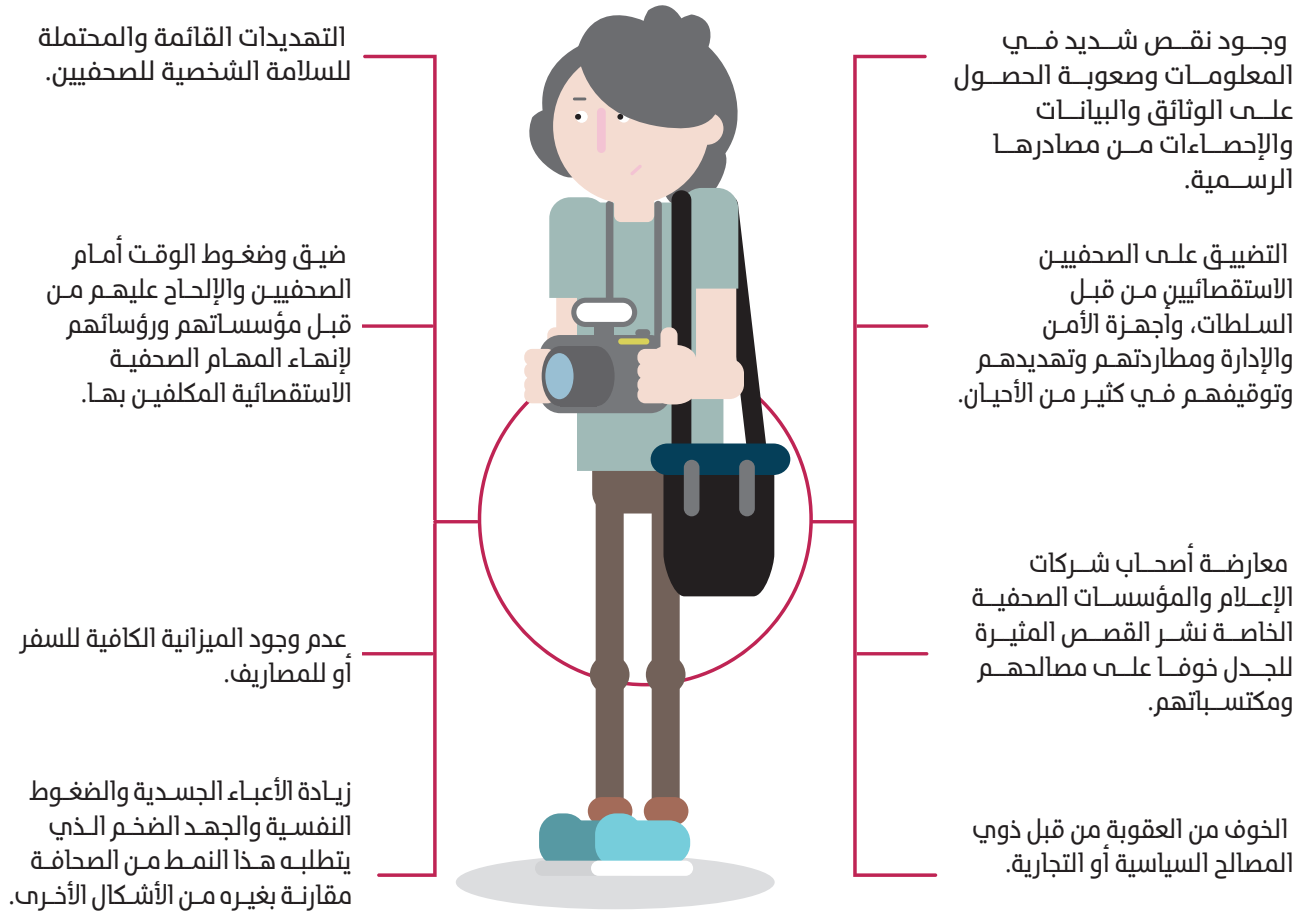 وجود نقص شديد في
المعلومات وصعوبة الحصول
على الوثائق والبيانات
والإحصاءات من مصادرها
الرسمية.
التضييق على الصحفيين
الاستقصائيين من قبل
السلطات، وأجهزة الأمن
والإدارة ومطاردتهم وتهديدهم
وتوقيفهم في كثير من الأحيان.
معارضة أصحاب شركات
الإعلام والمؤسسات الصحفية
الخاصة نشر القصص المثيرة
للجدل خوفا على مصالحهم
ومكتسباتهم.
الخوف من العقوبة من قبل ذوي
المصالح السياسية أو التجارية.
التهديدات القائمة والمحتملة
للسلامة الشخصية للصحفيين.
ضيق وضغوط الوقت أمام
الصحفيين والإلحاح عليهم من
قبل مؤسساتهم ورؤسائهم
لإنهاء المهام الصحفية
الاستقصائية المكلفين بها.
عدم وجود الميزانية الكافية للسفر
أو للمصاريف.
زيادة الأعباء الجسدية والضغوط
النفسية والجهد الضخم الذي
يتطلبه هذا النمط من الصحافة
مقارنة بغيره من الأشكال الأخرى.